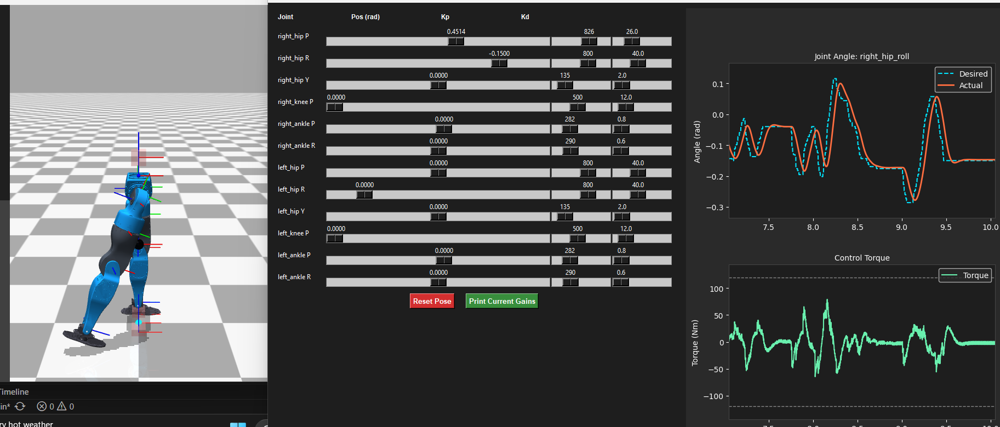 Joint Pos (rad) Kp Kd
right_hip P 0.4514 826 26.0
right_hip R -0.1500 800 40.0
right_hip Y 0.0000 135 2.0
right_knee P 0.0000 500 12.0
right_ankle P 0.0000 282 0.8
right_ankle R 0.0000 290 0.6
left_hip P 0.0000 800 40.0
left_hip R 0.0000 800 40.0
left_hip Y 0.0000 135 2.0
left_knee P 0.0000 500 12.0
left_ankle P 0.0000 282 0.8
left_ankle R 0.0000 290 0.6
Reset Pose Print Current Gains
Joint Angle: right_hip_roll
Desired
Actual
Angle (rad)
0.1
0.0
−0.1
−0.2
−0.3
7.5 8.0 8.5 9.0 9.5 10.0
Control Torque
Torque
Torque (Nm)
100
50
0
−50
−100
Timeline
in* 0 0
ry hot weather